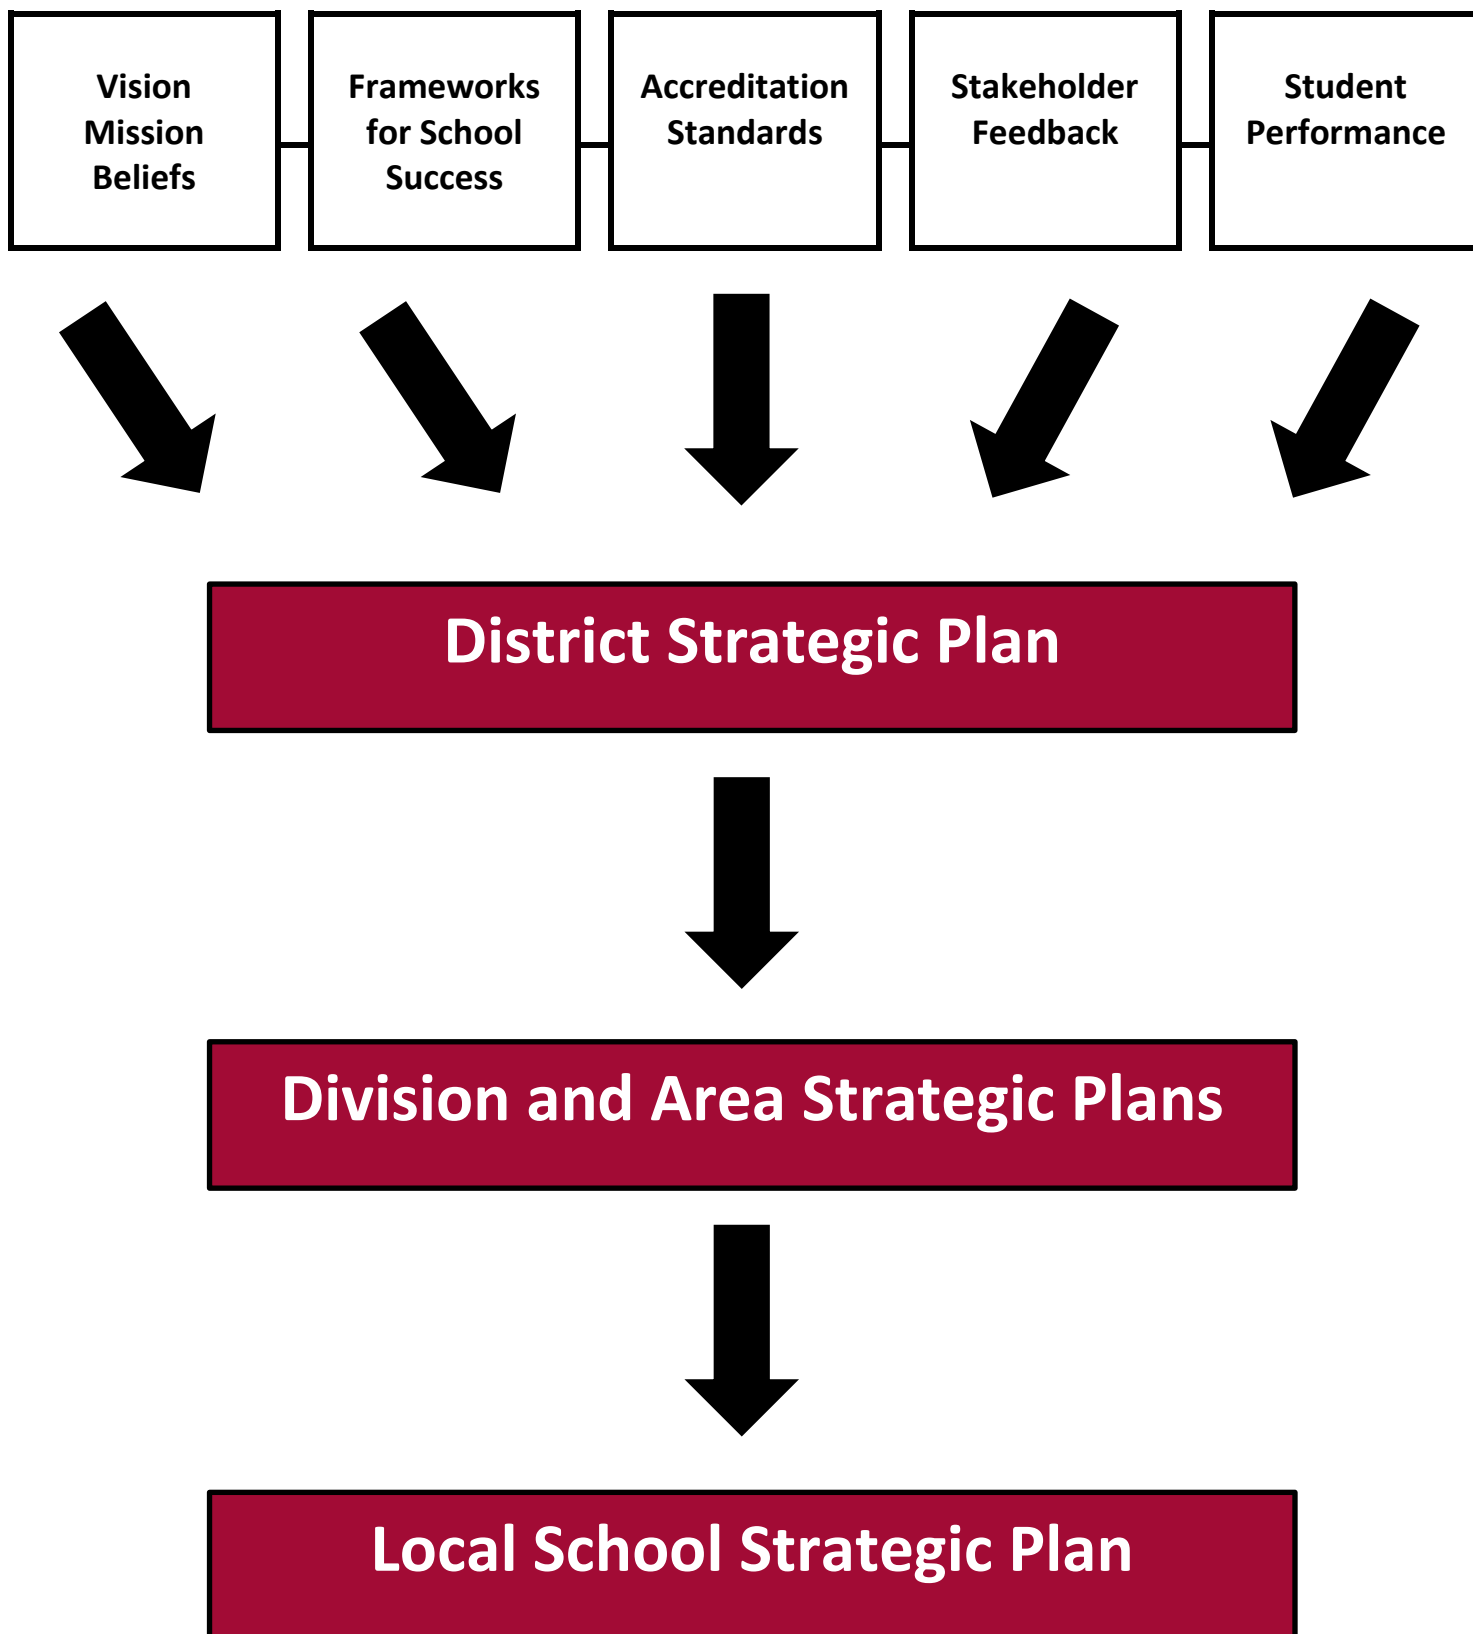 Vision
Mission
Beliefs
Frameworks
for School
Success
Accreditation
Standards
Stakeholder
Feedback
Student
Performance
District Strategic Plan
Division and Area Strategic Plans
Local School Strategic Plan